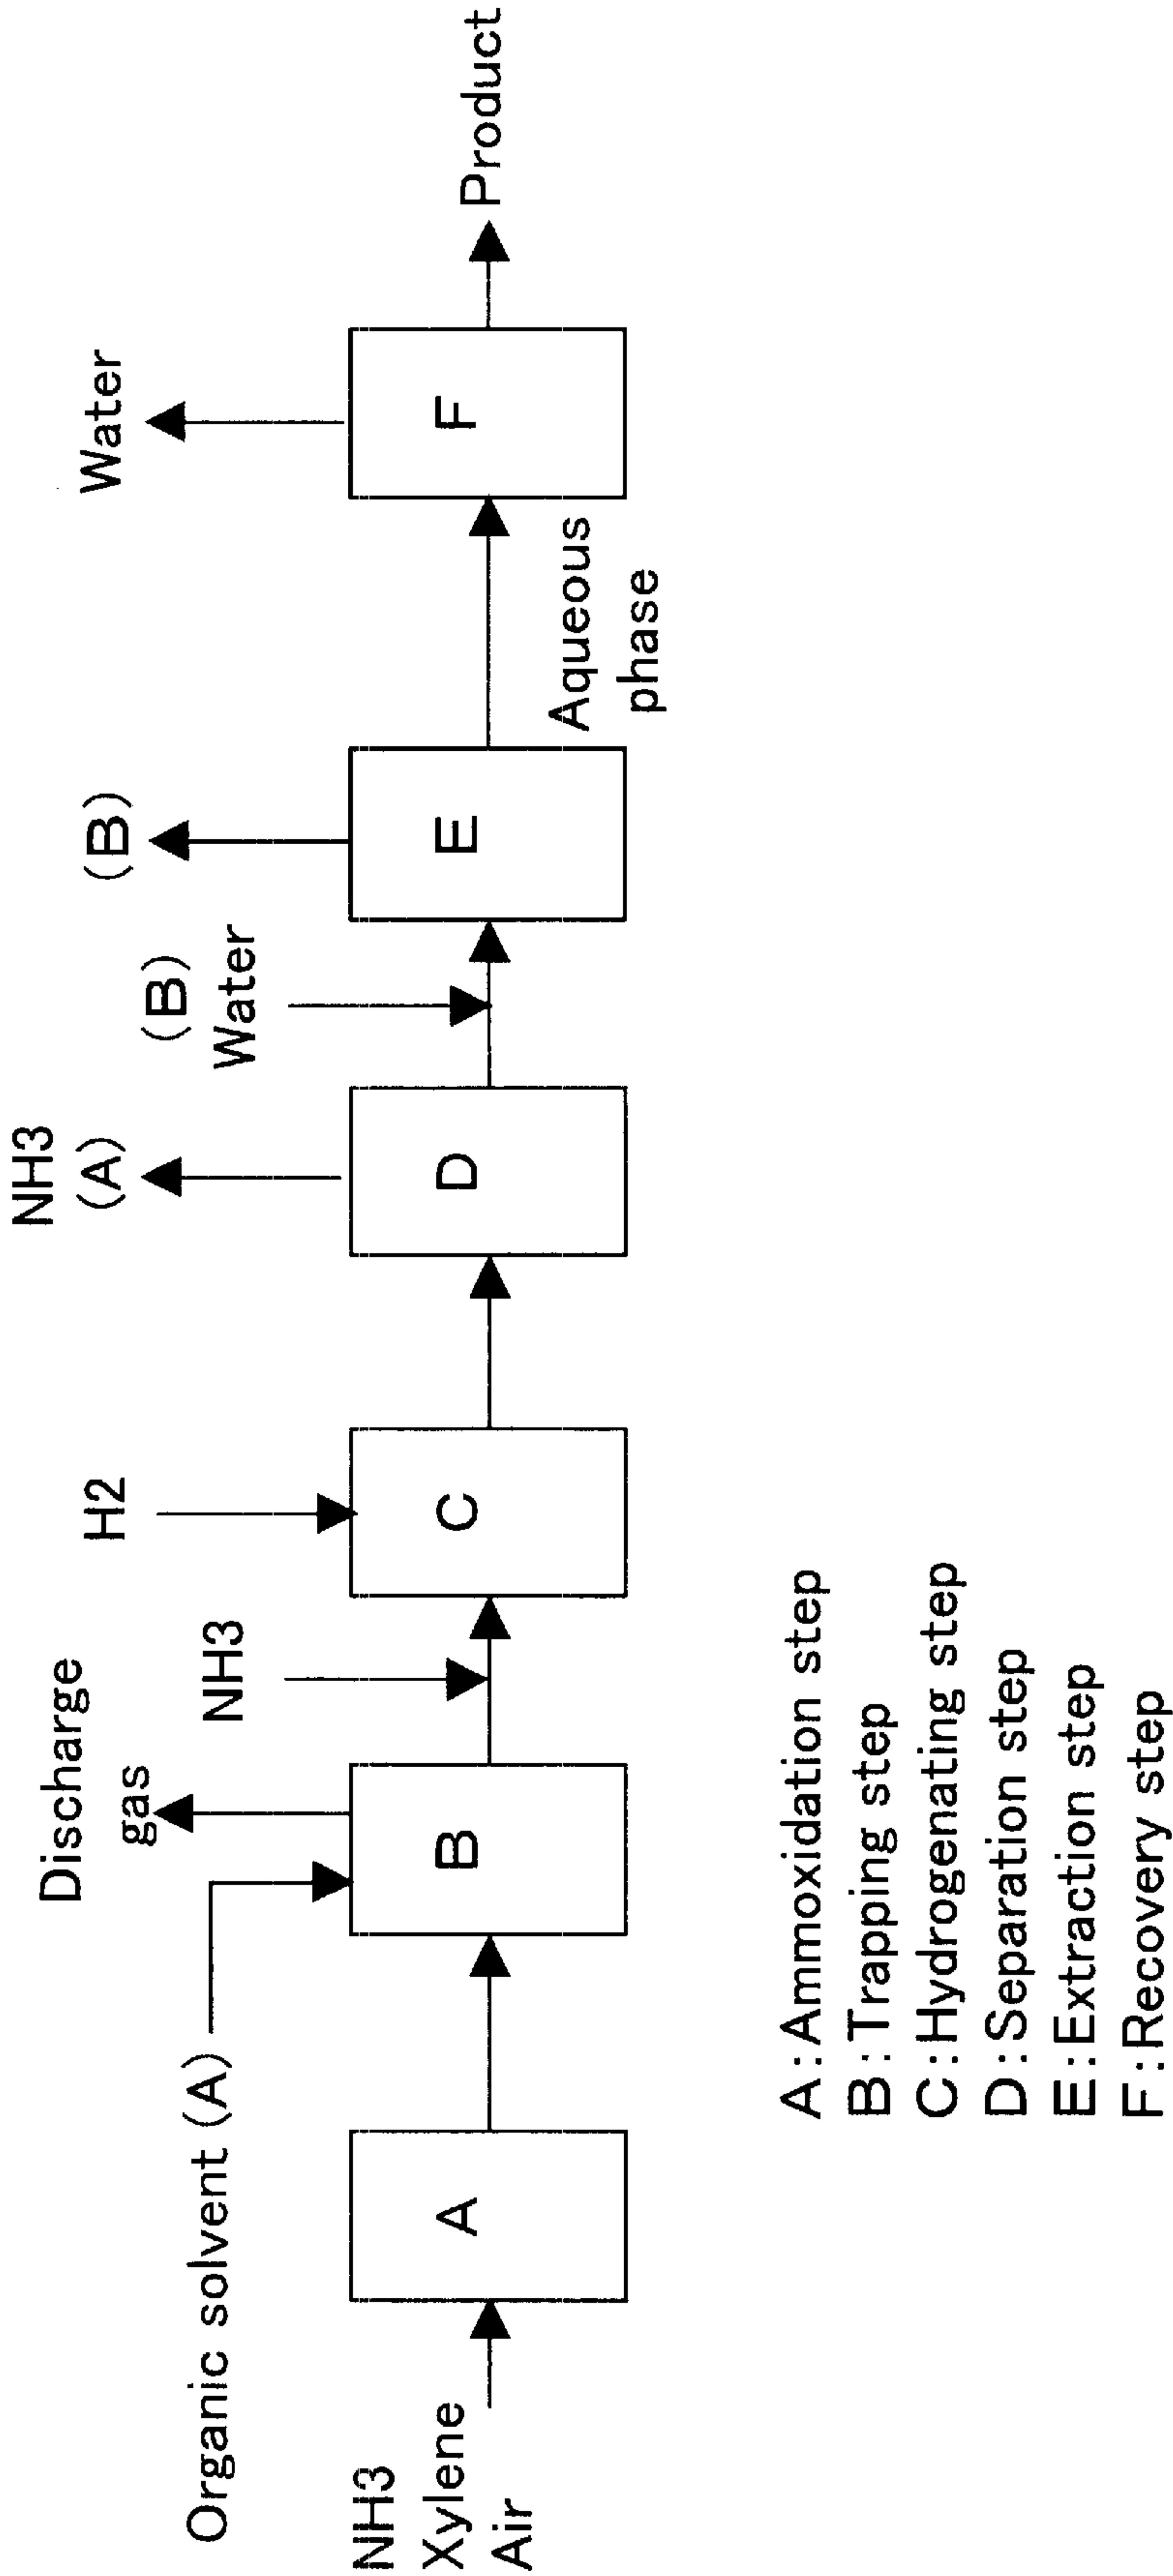 Organic solvent (A)
Discharge
gas
NH3
H2
NH3
(A)
(B)
Water
(B)
Water
NH3
Xylene
Air
A
B
C
D
E
F
Aqueous
phase
Product
A:Ammoxidation step
B:Trapping step
C:Hydrogenating step
D:Separation step
E:Extraction step
F:Recovery step